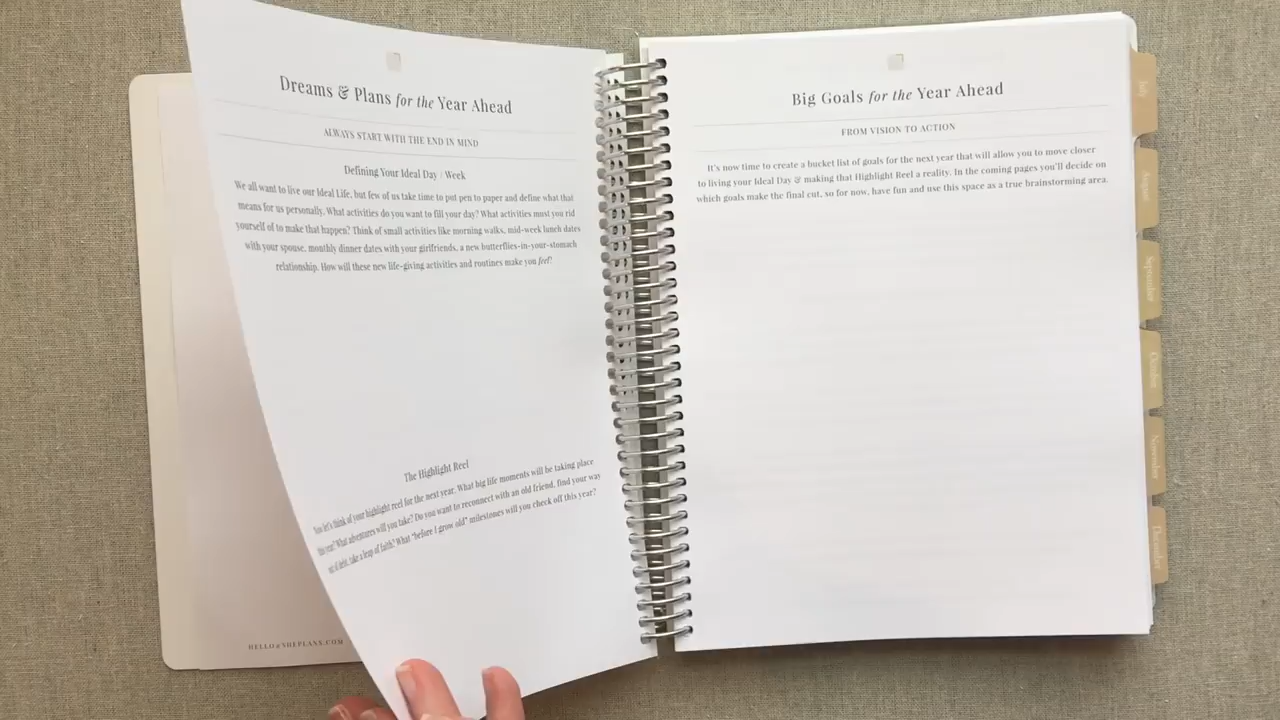 Dreams & Plans for the Year Ahead
ALWAYS START WITH THE END IN MIND
Defining Your Ideal Day / Week
We all want to live our Ideal Life, but few of us take time to put pen to paper and define what that
means for us personally. What activities do you want to fill your day? What activities must you rid
yourself of to make that happen? Think of small activities like morning walks, mid-week lunch dates
with your spouse, monthly dinner dates with your girlfriends, a new butterflies-in-your-stomach
relationship. How will these new life-giving activities and routines make you feel?
The Highlight Reel
Now let's think of your highlight reel for the next year. What big life moments will be taking place
this year? What adventures will you take? Do you want to reconnect with an old friend, find your way
out of debt, take a leap of faith? What "before I grow old" milestones will you check off this year?
HELLO@SHEPLANS.COM
Big Goals for the Year Ahead
FROM VISION TO ACTION
It's now time to create a bucket list of goals for the next year that will allow you to move closer
to living your Ideal Day & making that Highlight Reel a reality. In the coming pages you'll decide on
which goals make the final cut, so for now, have fun and use this space as a true brainstorming area.
July
August
September
October
November
December